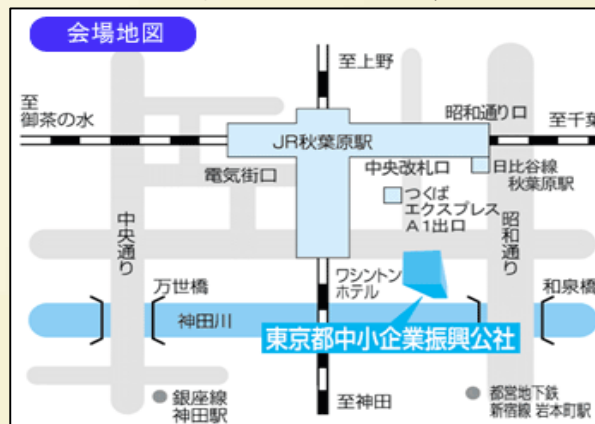 会場地図
至上野
至
御茶の水
昭和通り口
至千葉
JR秋葉原駅
電気街口
中央改札口
日比谷線
秋葉原駅
つくば
エクスプレス
A1出口
中央通り
昭和通り
ワシントン
ホテル
万世橋
和泉橋
神田川
東京都中小企業振興公社
銀座線
神田駅
至神田
都営地下鉄
新宿線 岩本町駅